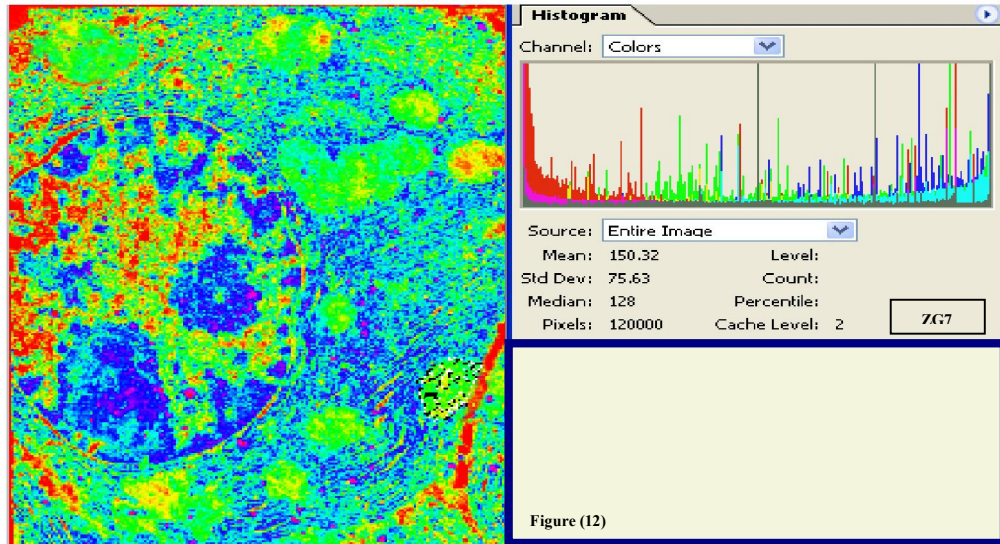 Histogram
Channel: Colors
Source: Entire Image
Mean: 150.32 Level:
Std Dev: 75.63 Count:
Median: 128 Percentile:
Pixels: 120000 Cache Level: 2
ZG7
Figure (12)